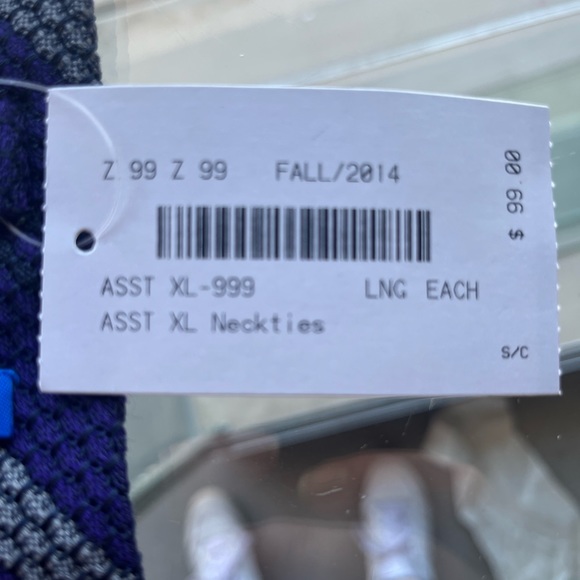 Z 99 Z 99 FALL/2014
$ 99.00
ASST XL-999 LNG EACH
ASST XL Neckties
S/C